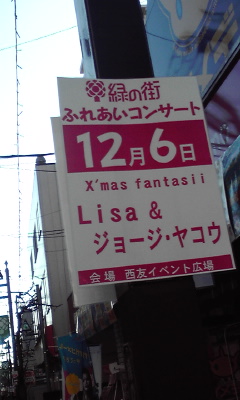 緑の街
ふれあいコンサート
12月6日
X'mas fantasii
Lisa &
ジョージ・ヤコウ
会場 西友イベント広場